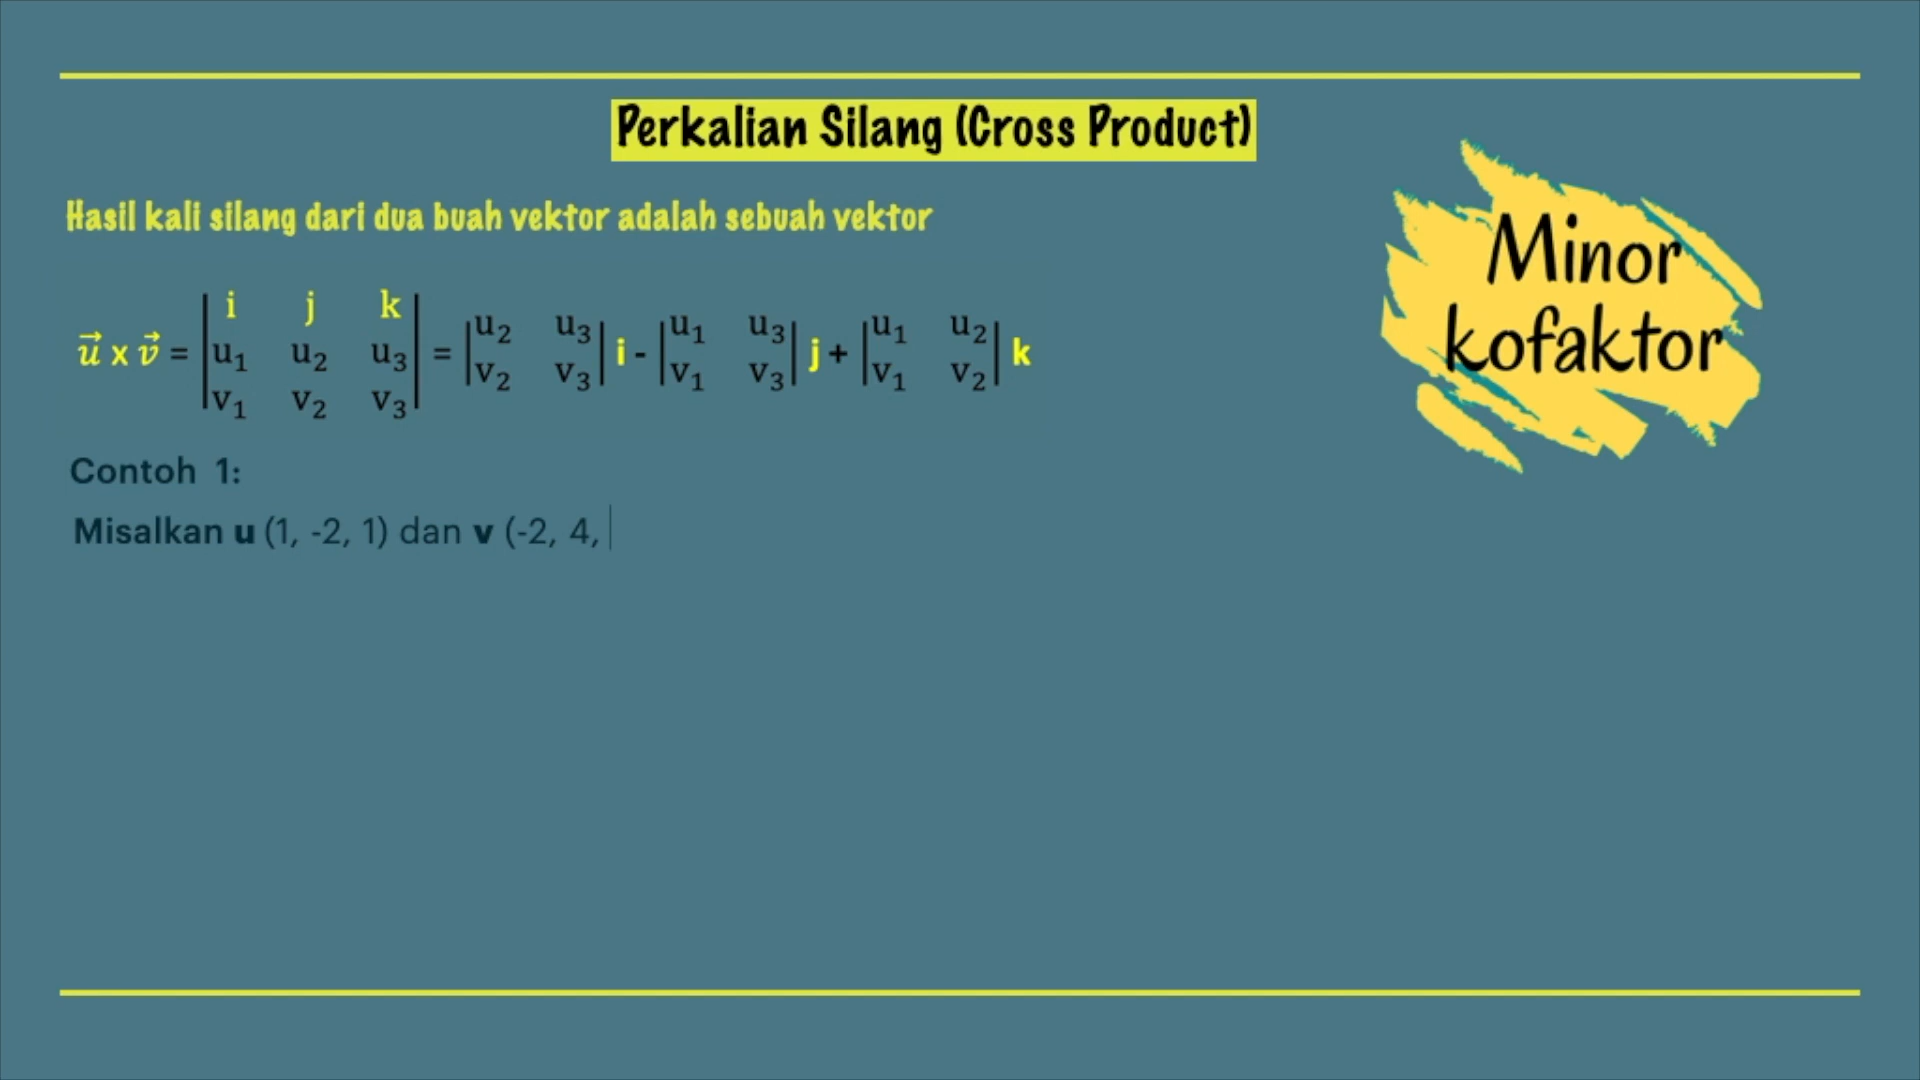 Perkalian Silang (Cross Product)
Hasil kali silang dari dua buah vektor adalah sebuah vektor
u⃗ x v⃗ = |i j k; u₁ u₂ u₃; v₁ v₂ v₃| = |u₂ u₃; v₂ v₃| i - |u₁ u₃; v₁ v₃| j + |u₁ u₂; v₁ v₂| k
Minor
kofaktor
Contoh 1:
Misalkan u (1, -2, 1) dan v (-2, 4,